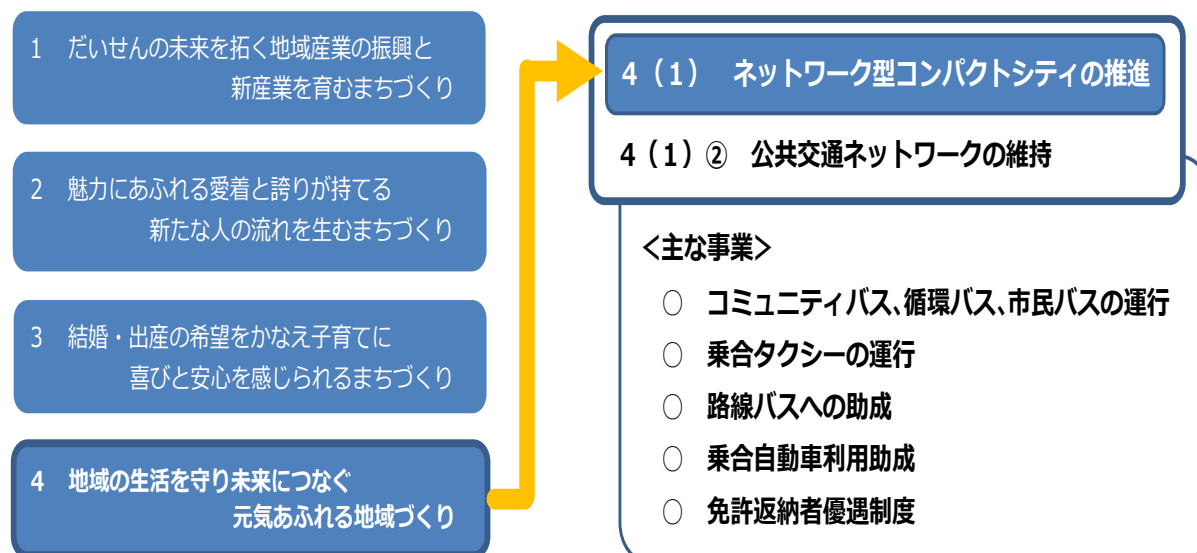 1 だいせんの未来を拓く地域産業の振興と
新産業を育むまちづくり
2 魅力にあふれる愛着と誇りが持てる
新たな人の流れを生むまちづくり
3 結婚・出産の希望をかなえ子育てに
喜びと安心を感じられるまちづくり
4 地域の生活を守り未来につなぐ
元気あふれる地域づくり
4(1) ネットワーク型コンパクトシティの推進
4(1)② 公共交通ネットワークの維持
<主な事業>
○ コミュニティバス、循環バス、市民バスの運行
○ 乗合タクシーの運行
○ 路線バスへの助成
○ 乗合自動車利用助成
○ 免許返納者優遇制度